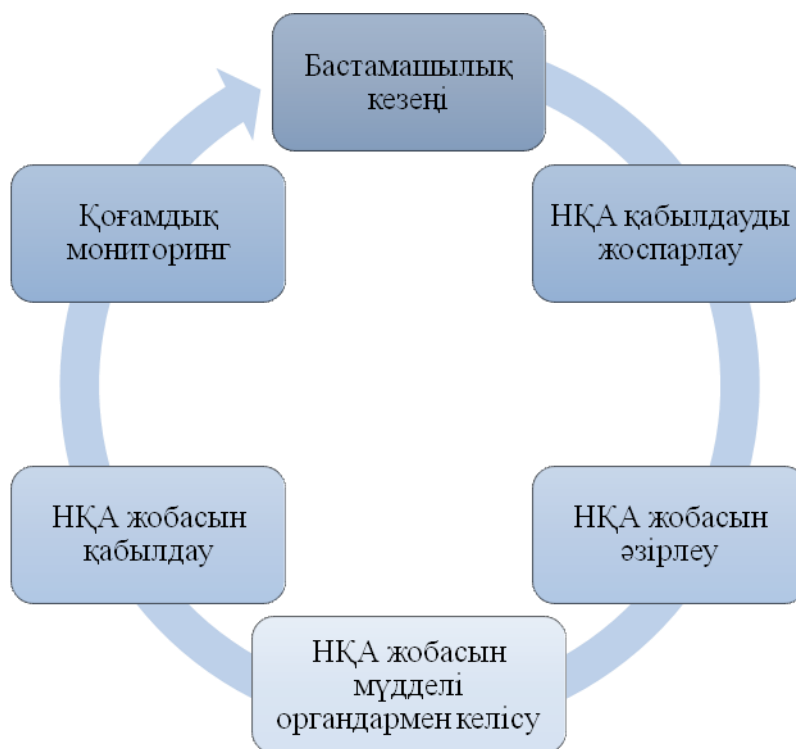 Бастамашылық
кезеңі
НҚА қабылдауды
жоспарлау
НҚА жобасын
әзірлеу
НҚА жобасын
мүдделі
органдармен келісу
НҚА жобасын
қабылдау
Қоғамдық
мониторинг